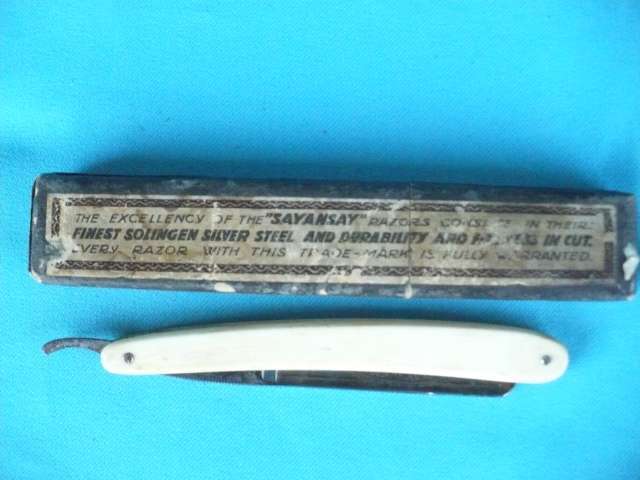 THE EXCELLENCY OF THE "SAYANSAY" RAZORS IN THEIR
FINEST SOLINGEN SILVER STEEL AND DURABILITY AND IN CUT.
EVERY RAZOR WITH THIS TRADE-MARK IS FULLY WARRANTED.